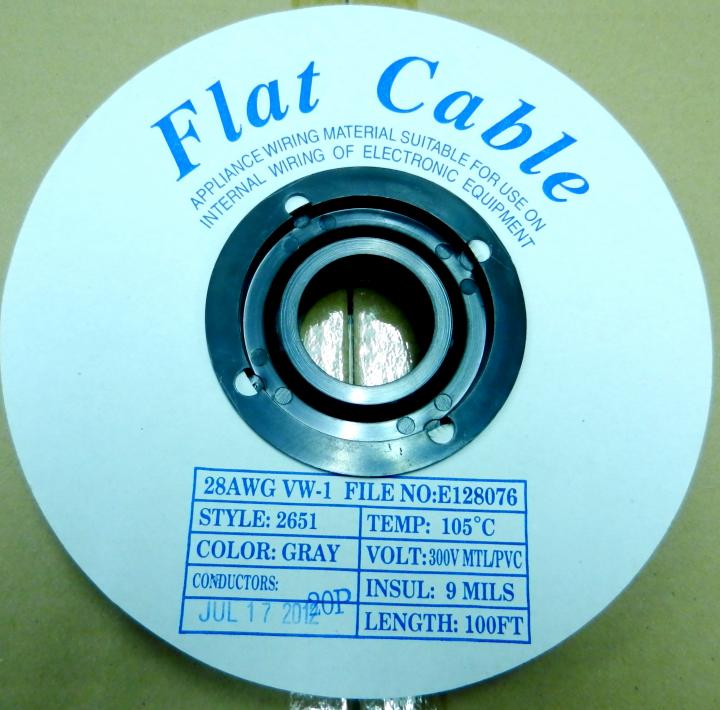 Flat Cable
APPLIANCE WIRING MATERIAL SUITABLE FOR USE ON
INTERNAL WIRING OF ELECTRONIC EQUIPMENT
28AWG VW-1 FILE NO:E128076
STYLE: 2651
TEMP: 105°C
COLOR: GRAY
VOLT: 300V MTL/PVC
CONDUCTORS:
20P
INSUL: 9 MILS
JUL 17 2012
LENGTH: 100FT